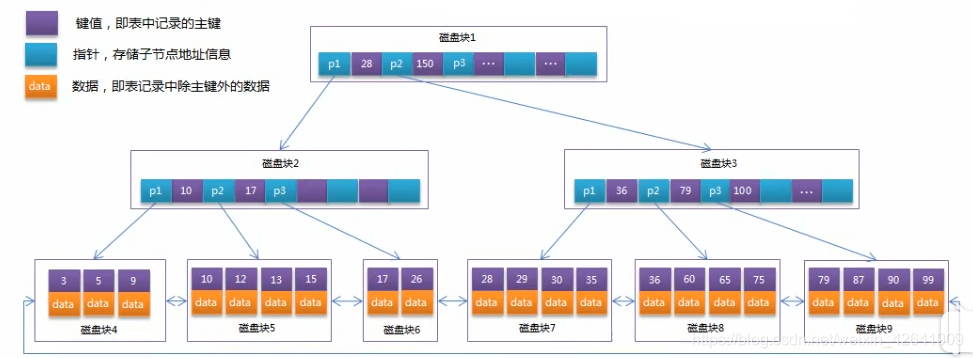 键值，即表中记录的主键
指针，存储子节点地址信息
data 数据，即表记录中除主键外的数据
磁盘块1
p1 28 p2 150 p3 ... ...
磁盘块2
p1 10 p2 17 p3
磁盘块3
p1 36 p2 79 p3 100 ...
3 5 9
data data data
磁盘块4
10 12 13 15
data data data data
磁盘块5
17 26
data data
磁盘块6
28 29 30 35
data data data data
磁盘块7
36 60 65 75
data data data data
磁盘块8
79 87 90 99
data data data data
磁盘块9
https://blog.csdn.net/weixin_42641909